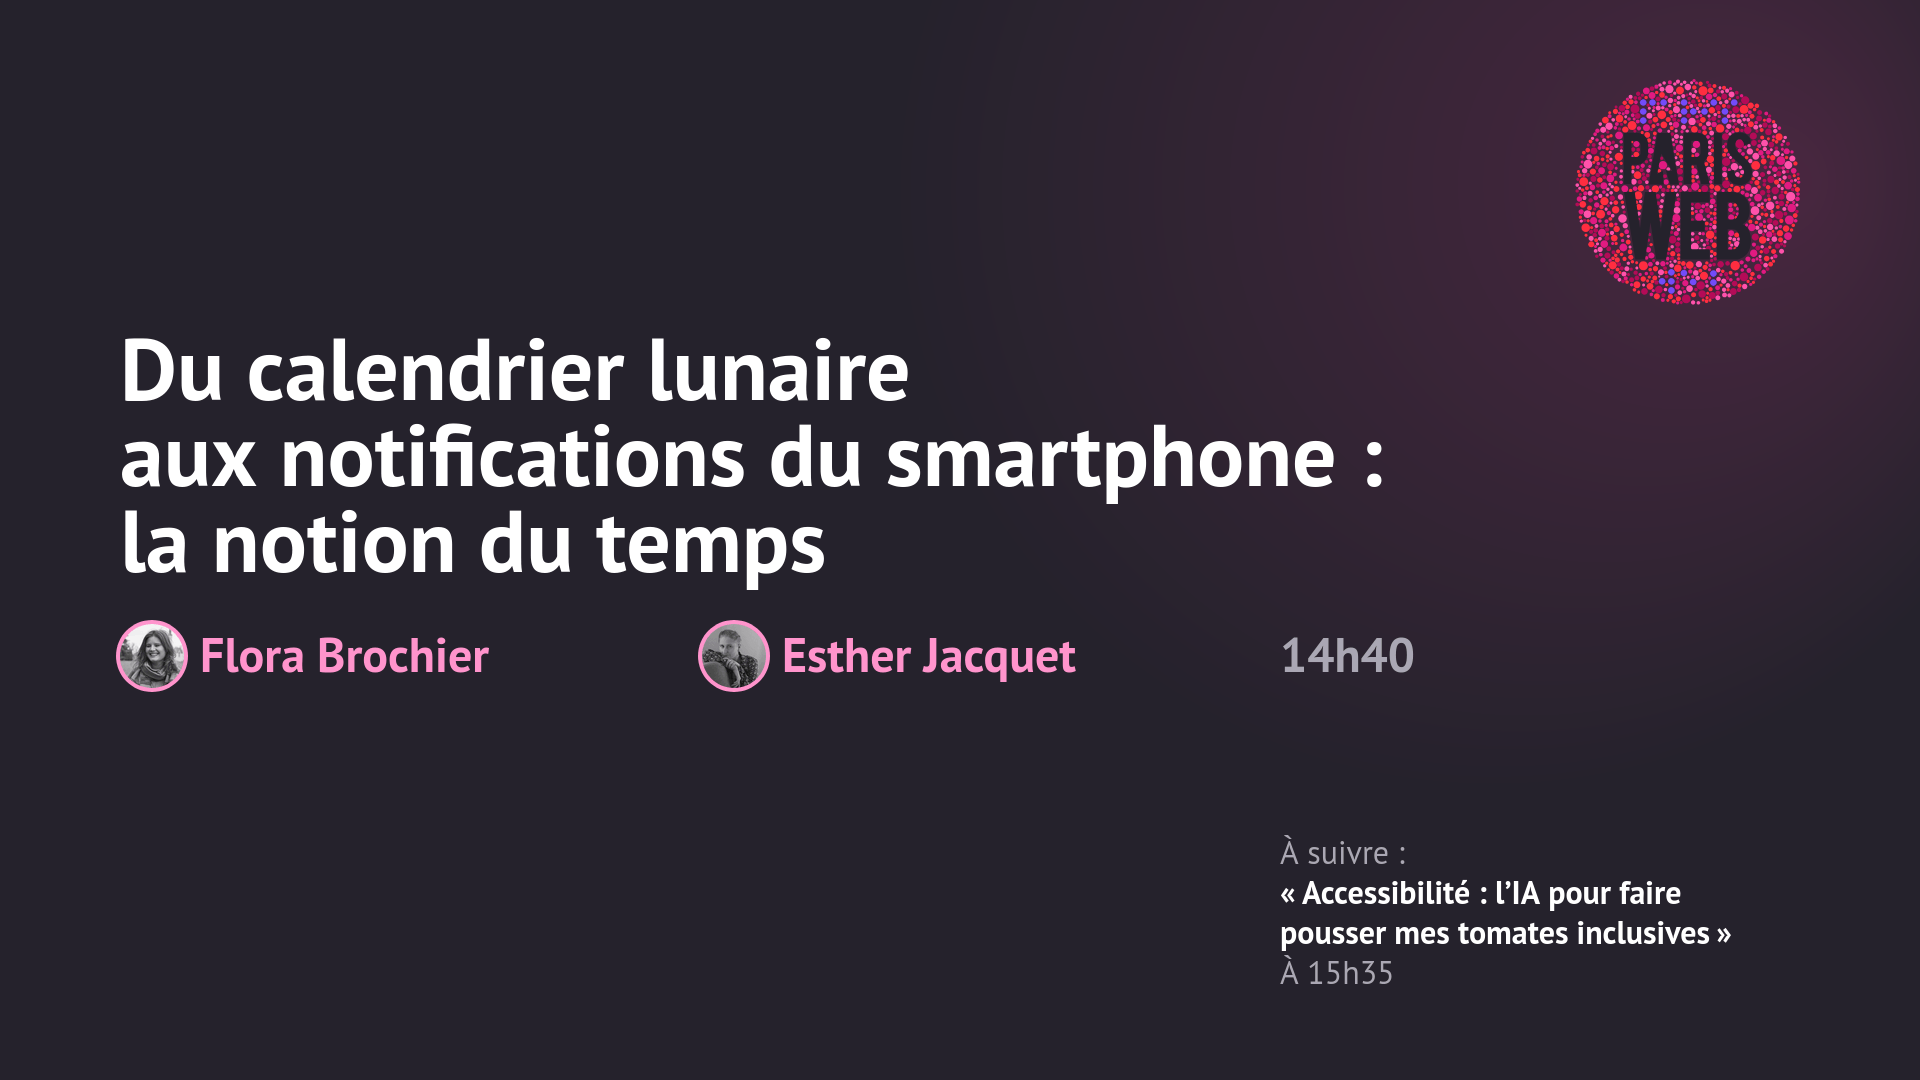 PARIS
WEB
Du calendrier lunaire
aux notifications du smartphone :
la notion du temps
Flora Brochier
Esther Jacquet
14h40
À suivre :
« Accessibilité : l’IA pour faire
pousser mes tomates inclusives »
À 15h35